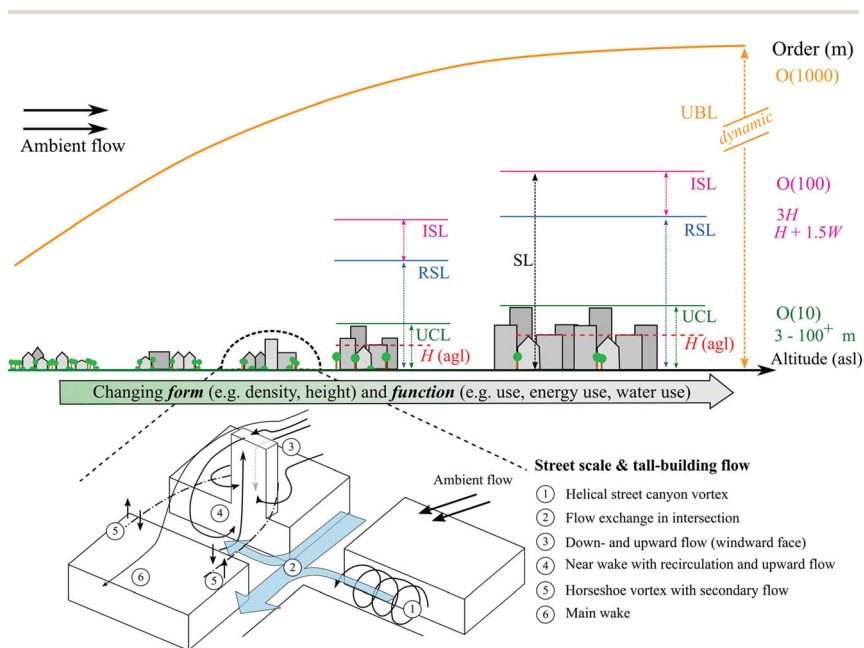 Order (m)
O(1000)
UBL
dynamic
Ambient flow
ISL
O(100)
3H
H + 1.5W
ISL
RSL
SL
RSL
UCL
O(10)
3 - 100+ m
UCL
H (agl)
H (agl)
Altitude (asl)
Changing form (e.g. density, height) and function (e.g. use, energy use, water use)
3
4
5
6
5
2
1
Ambient flow
Street scale & tall-building flow
1 Helical street canyon vortex
2 Flow exchange in intersection
3 Down- and upward flow (windward face)
4 Near wake with recirculation and upward flow
5 Horseshoe vortex with secondary flow
6 Main wake